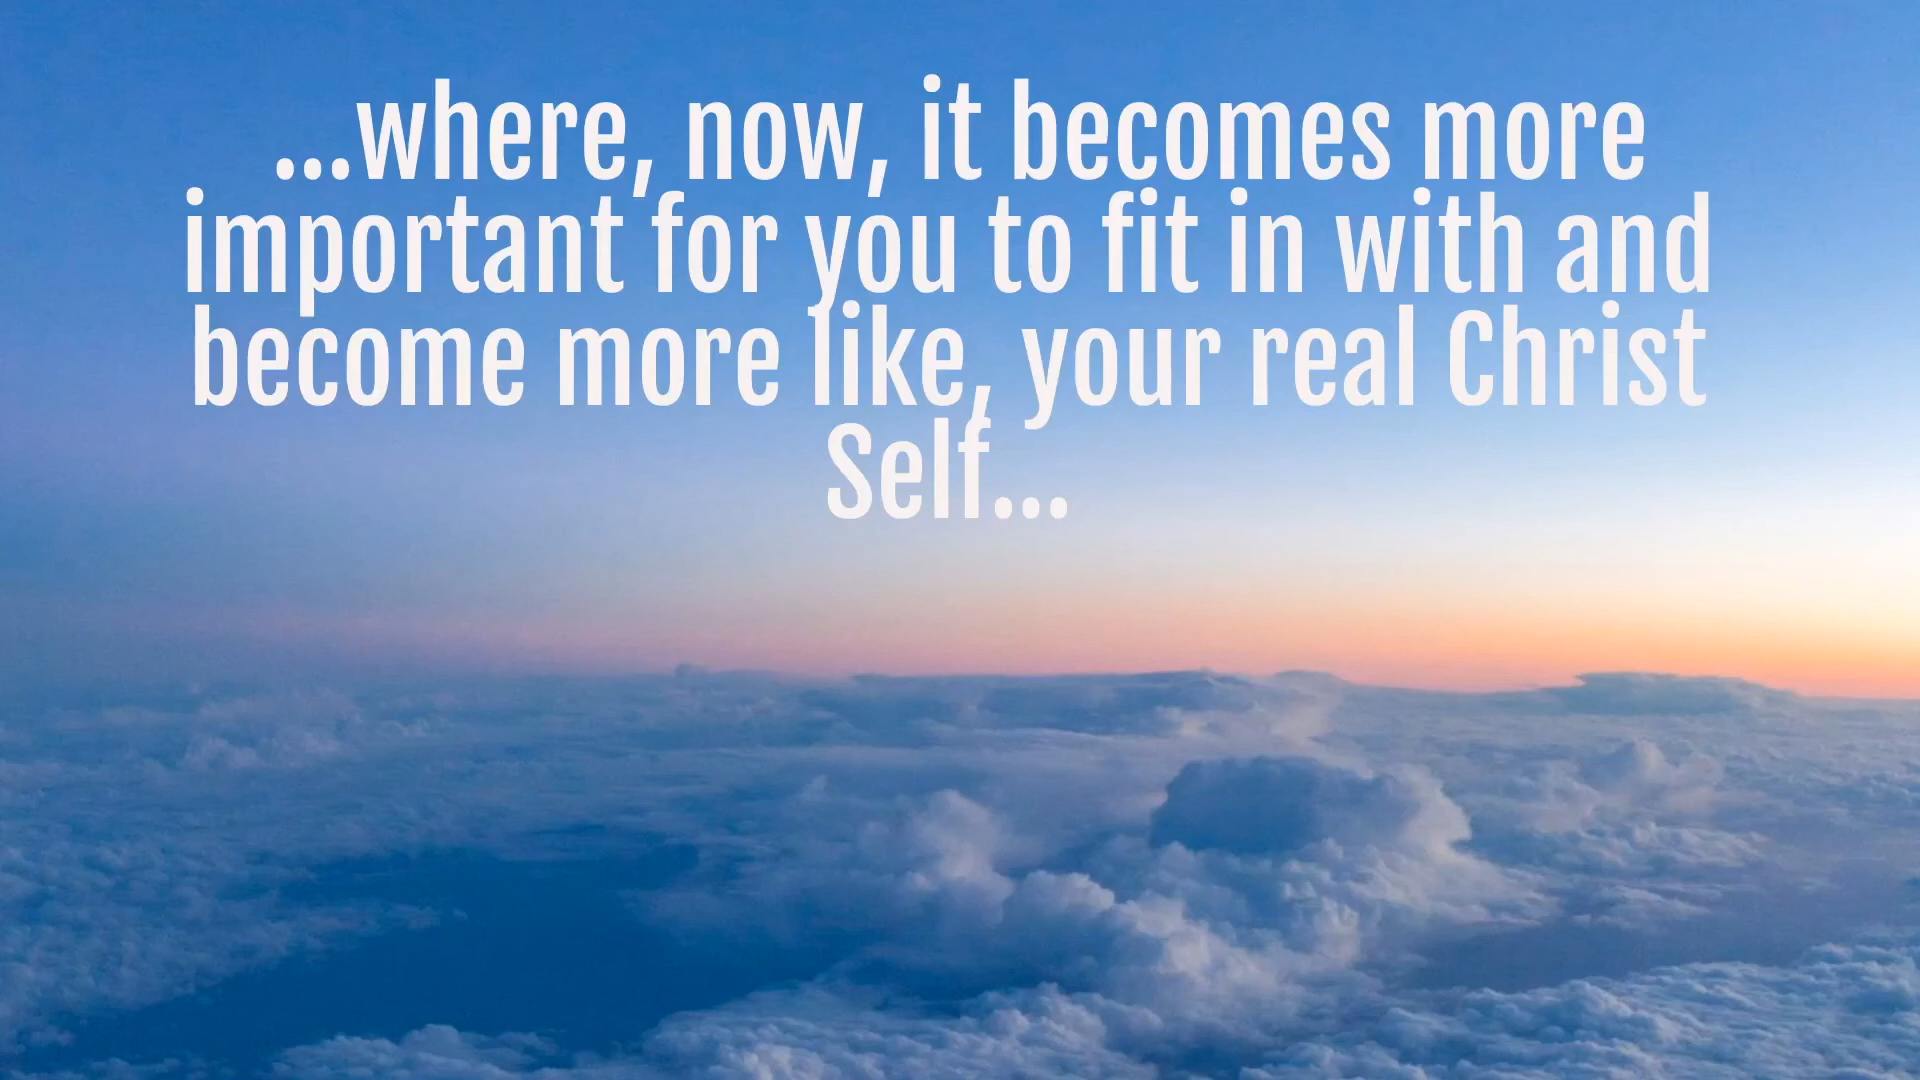 ...where, now, it becomes more
important for you to fit in with and
become more like, your real Christ
Self...